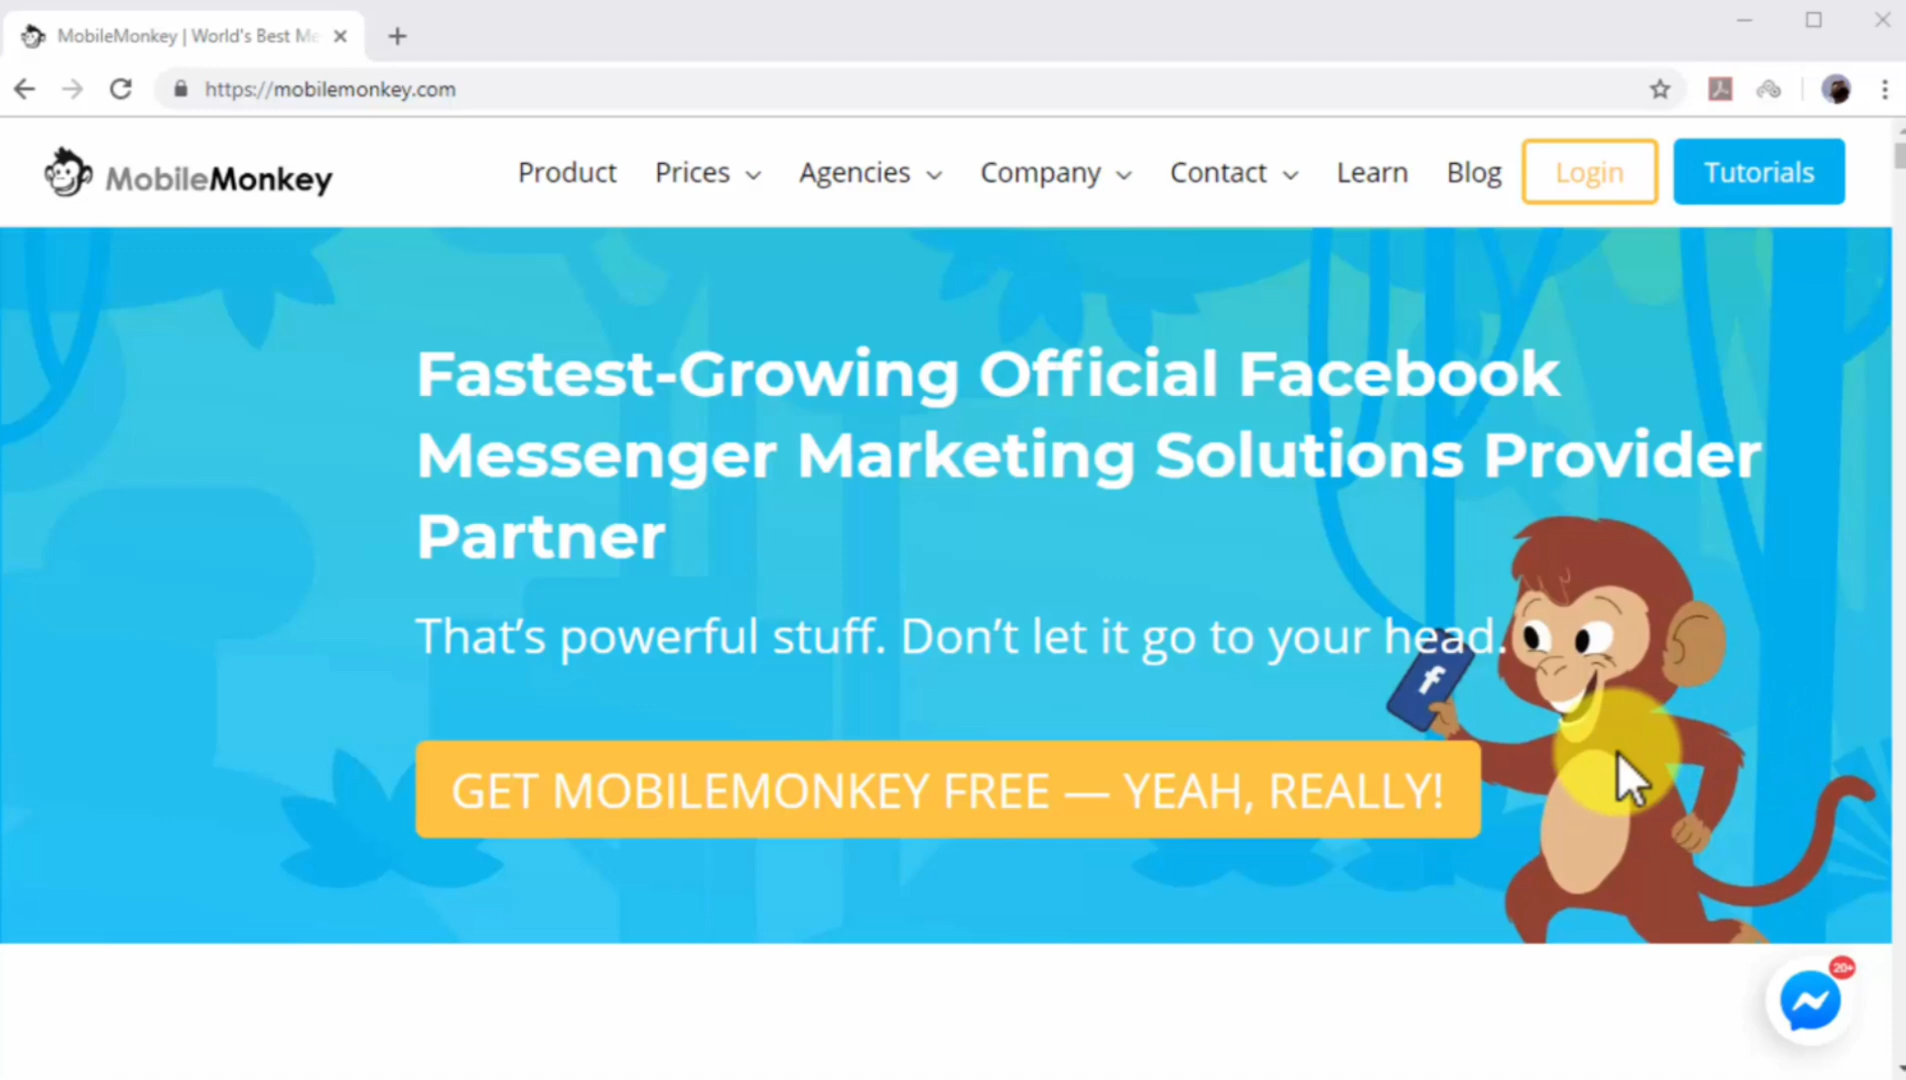 MobileMonkey | World's Best Me
https://mobilemonkey.com
MobileMonkey
Product Prices Agencies Company Contact Learn Blog Login Tutorials
Fastest-Growing Official Facebook
Messenger Marketing Solutions Provider
Partner
That’s powerful stuff. Don’t let it go to your head.
f
GET MOBILEMONKEY FREE — YEAH, REALLY!
20+